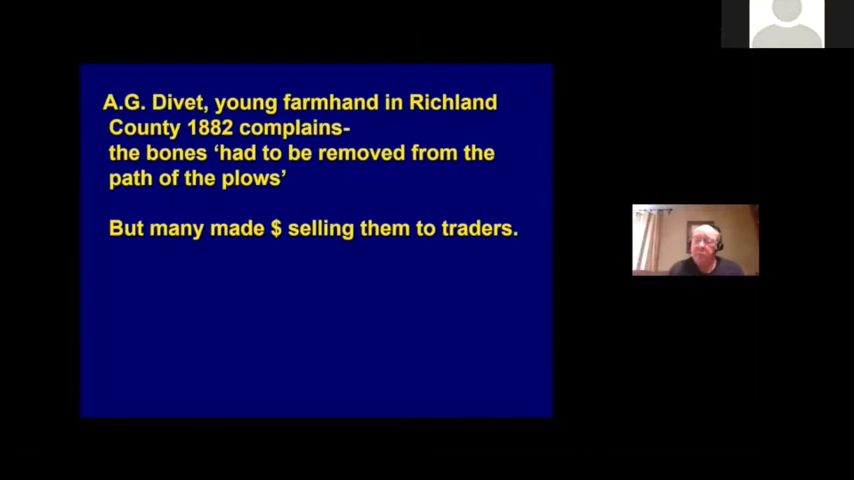 A.G. Divet, young farmhand in Richland
County 1882 complains-
the bones ‘had to be removed from the
path of the plows’
But many made $ selling them to traders.